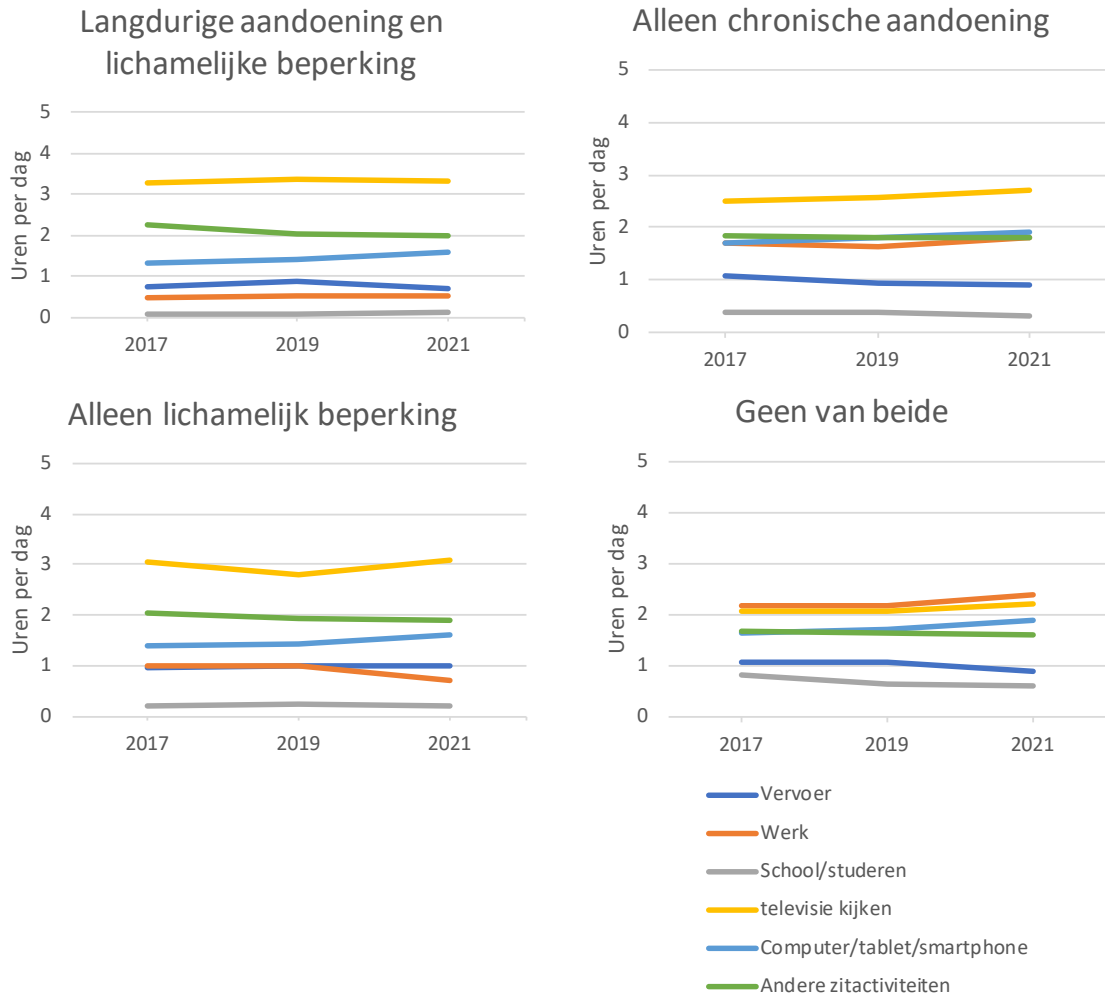 Langdurige aandoening en
lichamelijke beperking
5
4
3
2
1
0
Uren per dag
2017 2019 2021
Alleen chronische aandoening
5
4
3
2
1
0
Uren per dag
2017 2019 2021
Alleen lichamelijk beperking
5
4
3
2
1
0
Uren per dag
2017 2019 2021
Geen van beide
5
4
3
2
1
0
Uren per dag
2017 2019 2021
Vervoer
Werk
School/studeren
televisie kijken
Computer/tablet/smartphone
Andere zitactiviteiten